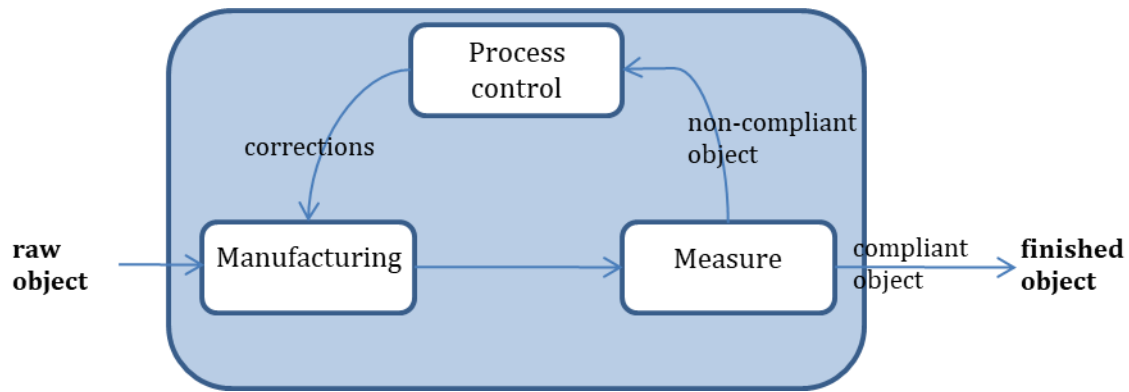 Process
control
corrections
non-compliant
object
raw
object
Manufacturing
Measure
compliant
object
finished
object